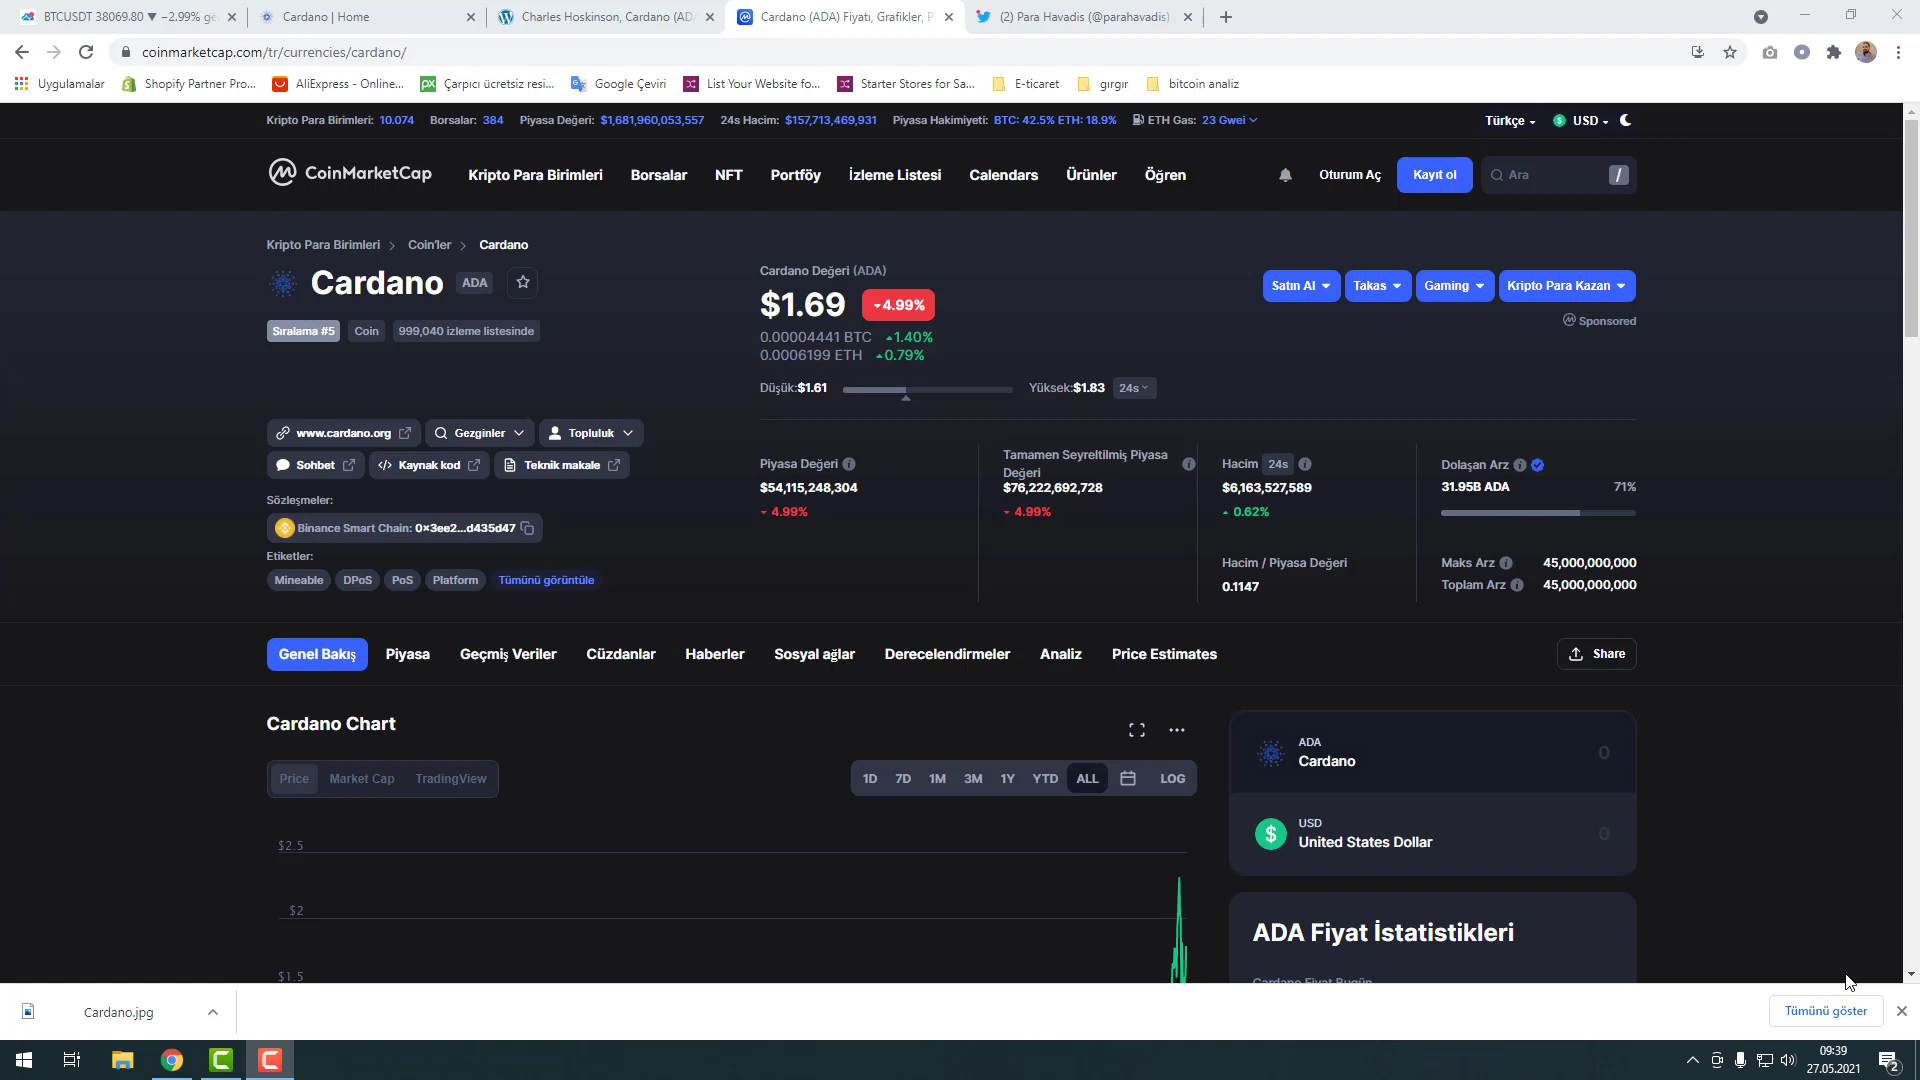 BTCUSDT 38069.80 ▼ −2.99%
Cardano | Home
Charles Hoskinson, Cardano (ADA
Cardano (ADA) Fiyatı, Grafikler, P
(2) Para Havadis (@parahavadis)
coinmarketcap.com/tr/currencies/cardano/
Uygulamalar
Shopify Partner Pro...
AliExpress - Online...
Çarpıcı ücretsiz resi...
Google Çeviri
List Your Website fo...
Starter Stores for Sa...
E-ticaret
gırgır
bitcoin analiz
Kripto Para Birimleri: 10.074 Borsalar: 384 Piyasa Değeri: $1,681,960,053,557 24s Hacim: $157,713,469,931 Piyasa Hakimiyeti: BTC: 42.5% ETH: 18.9% ETH Gas: 23 Gwei
Türkçe
USD
CoinMarketCap
Kripto Para Birimleri Borsalar NFT Portföy İzleme Listesi Calendars Ürünler Öğren
Oturum Aç
Kayıt ol
Ara
/
Kripto Para Birimleri > Coin'ler > Cardano
Cardano ADA
Sıralama #5 Coin 999,040 izleme listesinde
Cardano Değeri (ADA)
$1.69 4.99%
0.00004441 BTC 1.40%
0.0006199 ETH 0.79%
Düşük:$1.61 Yüksek:$1.83 24s
Satın Al Takas Gaming Kripto Para Kazan
Sponsored
www.cardano.org Gezginler Topluluk
Sohbet Kaynak kod Teknik makale
Sözleşmeler:
Binance Smart Chain: 0x3ee2...d435d47
Etiketler:
Mineable DPoS PoS Platform Tümünü görüntüle
Piyasa Değeri
$54,115,248,304
4.99%
Tamamen Seyreltilmiş Piyasa
Değeri
$76,222,692,728
4.99%
Hacim 24s
$6,163,527,589
0.62%
Hacim / Piyasa Değeri
0.1147
Dolaşan Arz
31.95B ADA 71%
Maks Arz 45,000,000,000
Toplam Arz 45,000,000,000
Genel Bakış Piyasa Geçmiş Veriler Cüzdanlar Haberler Sosyal ağlar Derecelendirmeler Analiz Price Estimates
Share
Cardano Chart
Price Market Cap TradingView
1D 7D 1M 3M 1Y YTD ALL LOG
$2.5
$2
$1.5
ADA
Cardano
0
USD
United States Dollar
0
ADA Fiyat İstatistikleri
Cardano Fiyat Bugün
Cardano.jpg
Tümünü göster
09:39
27.05.2021
2